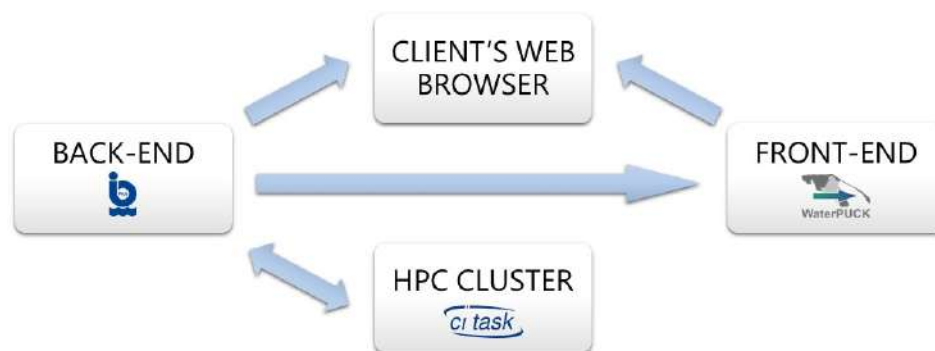 CLIENT'S WEB
BROWSER
BACK-END
FRONT-END
WaterPUCK
HPC CLUSTER
ci task